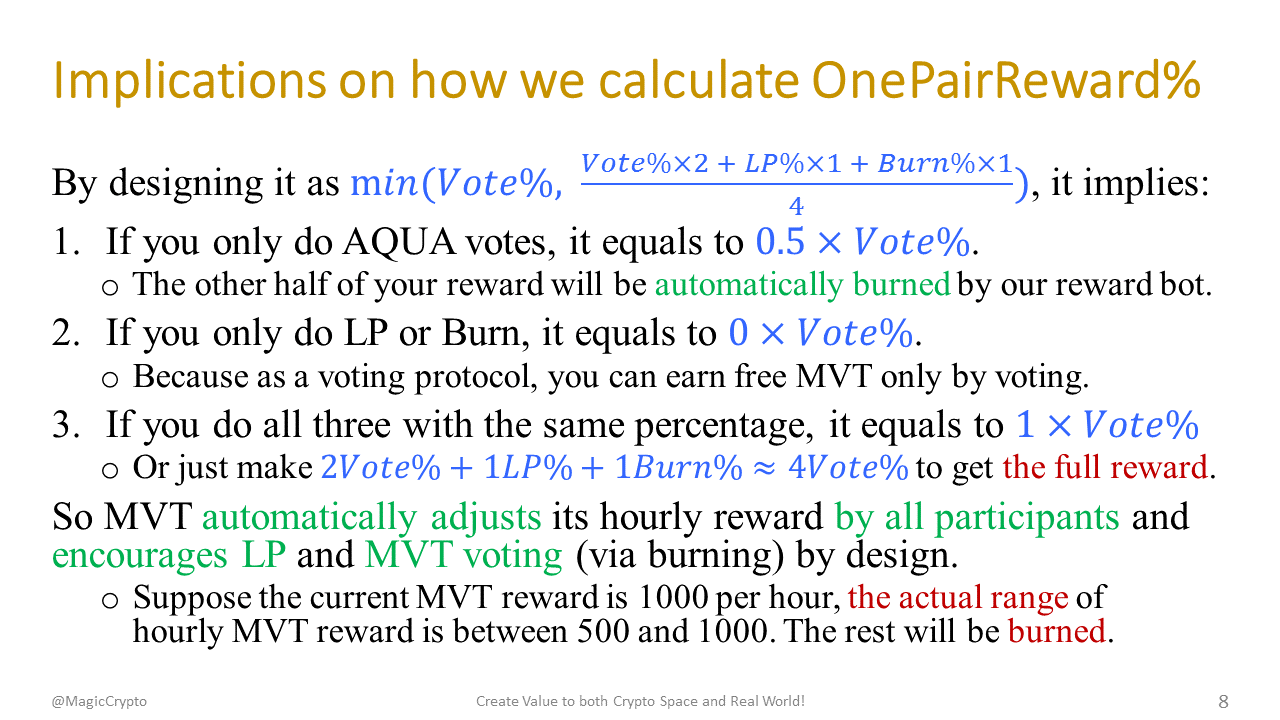 Implications on how we calculate OnePairReward%
By designing it as min(Vote%, (Vote%×2 + LP%×1 + Burn%×1)/4), it implies:
1. If you only do AQUA votes, it equals to 0.5 × Vote%.
o The other half of your reward will be automatically burned by our reward bot.
2. If you only do LP or Burn, it equals to 0 × Vote%.
o Because as a voting protocol, you can earn free MVT only by voting.
3. If you do all three with the same percentage, it equals to 1 × Vote%
o Or just make 2Vote% + 1LP% + 1Burn% ≈ 4Vote% to get the full reward.
So MVT automatically adjusts its hourly reward by all participants and
encourages LP and MVT voting (via burning) by design.
o Suppose the current MVT reward is 1000 per hour, the actual range of
hourly MVT reward is between 500 and 1000. The rest will be burned.
@MagicCrypto
Create Value to both Crypto Space and Real World!
8